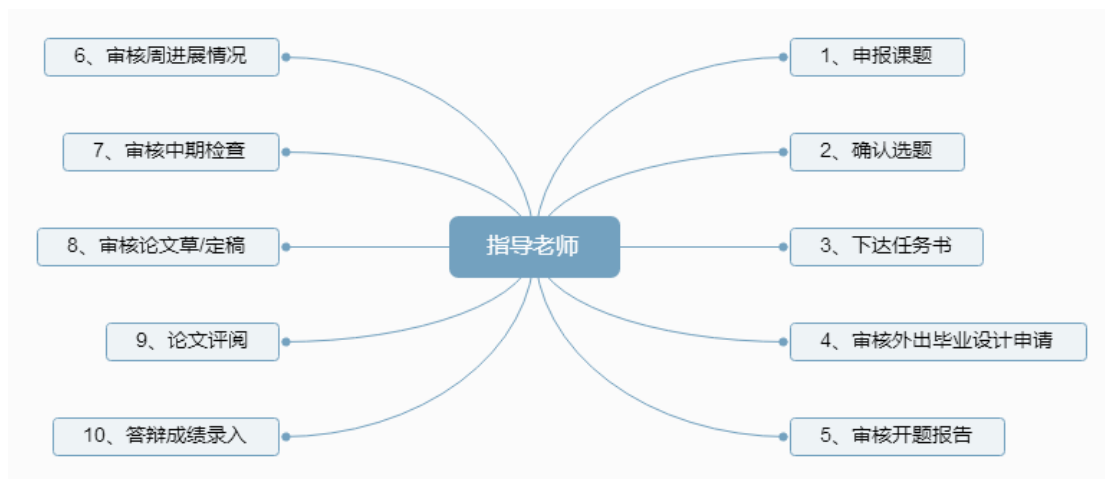 指导老师
1、申报课题
2、确认选题
3、下达任务书
4、审核外出毕业设计申请
5、审核开题报告
6、审核周进展情况
7、审核中期检查
8、审核论文草/定稿
9、论文评阅
10、答辩成绩录入